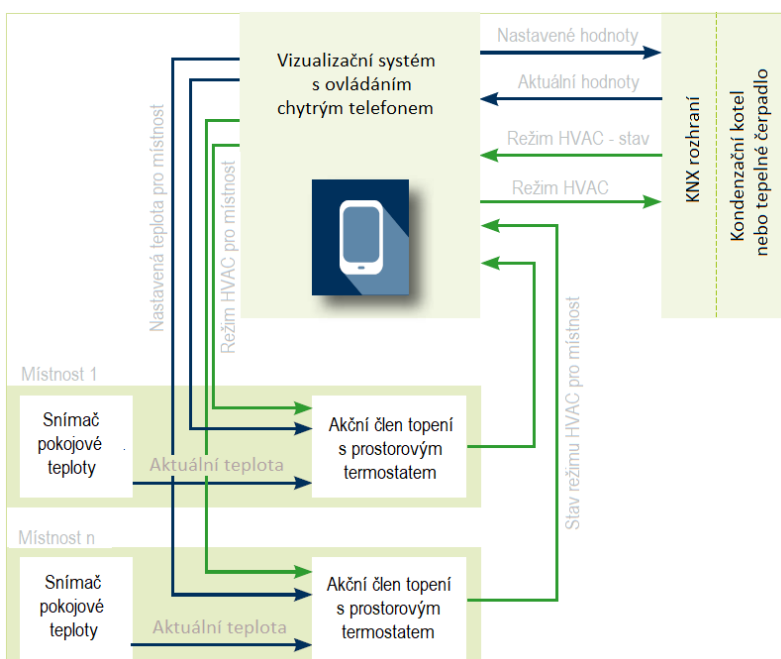 Vizualizační systém
s ovládáním
chytrým telefonem
Nastavené hodnoty
Aktuální hodnoty
Režim HVAC - stav
Režim HVAC
KNX rozhraní
Kondenzační kotel
nebo tepelné čerpadlo
Nastavená teplota pro místnost
Režim HVAC pro místnost
Stav režimu HVAC pro místnost
Místnost 1
Snímač
pokojové
teploty
Aktuální teplota
Akční člen topení
s prostorovým
termostatem
Místnost n
Snímač
pokojové
teploty
Aktuální teplota
Akční člen topení
s prostorovým
termostatem